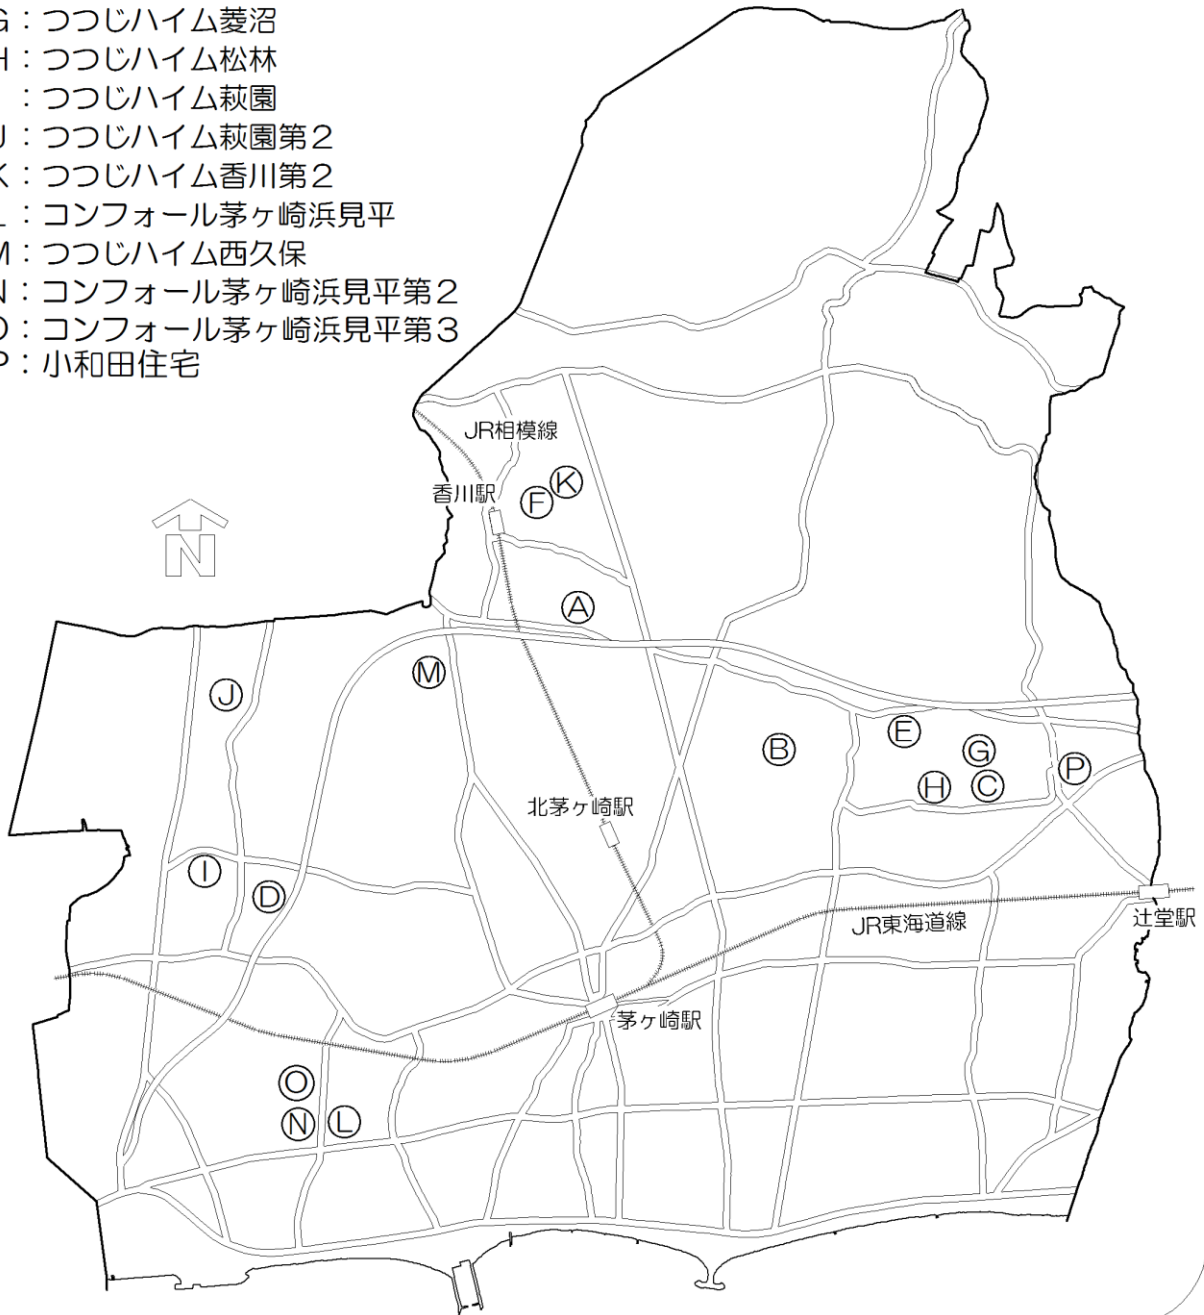 G：つつじハイム菱沼
H：つつじハイム松林
：つつじハイム萩園
J：つつじハイム萩園第2
K：つつじハイム香川第2
L：コンフォール茅ヶ崎浜見平
M：つつじハイム西久保
N：コンフォール茅ヶ崎浜見平第2
O：コンフォール茅ヶ崎浜見平第3
P：小和田住宅
JR相模線
香川駅
K
F
N
A
M
J
B
E
G
P
H
C
北茅ヶ崎駅
I
D
辻堂駅
JR東海道線
茅ヶ崎駅
O
N
L